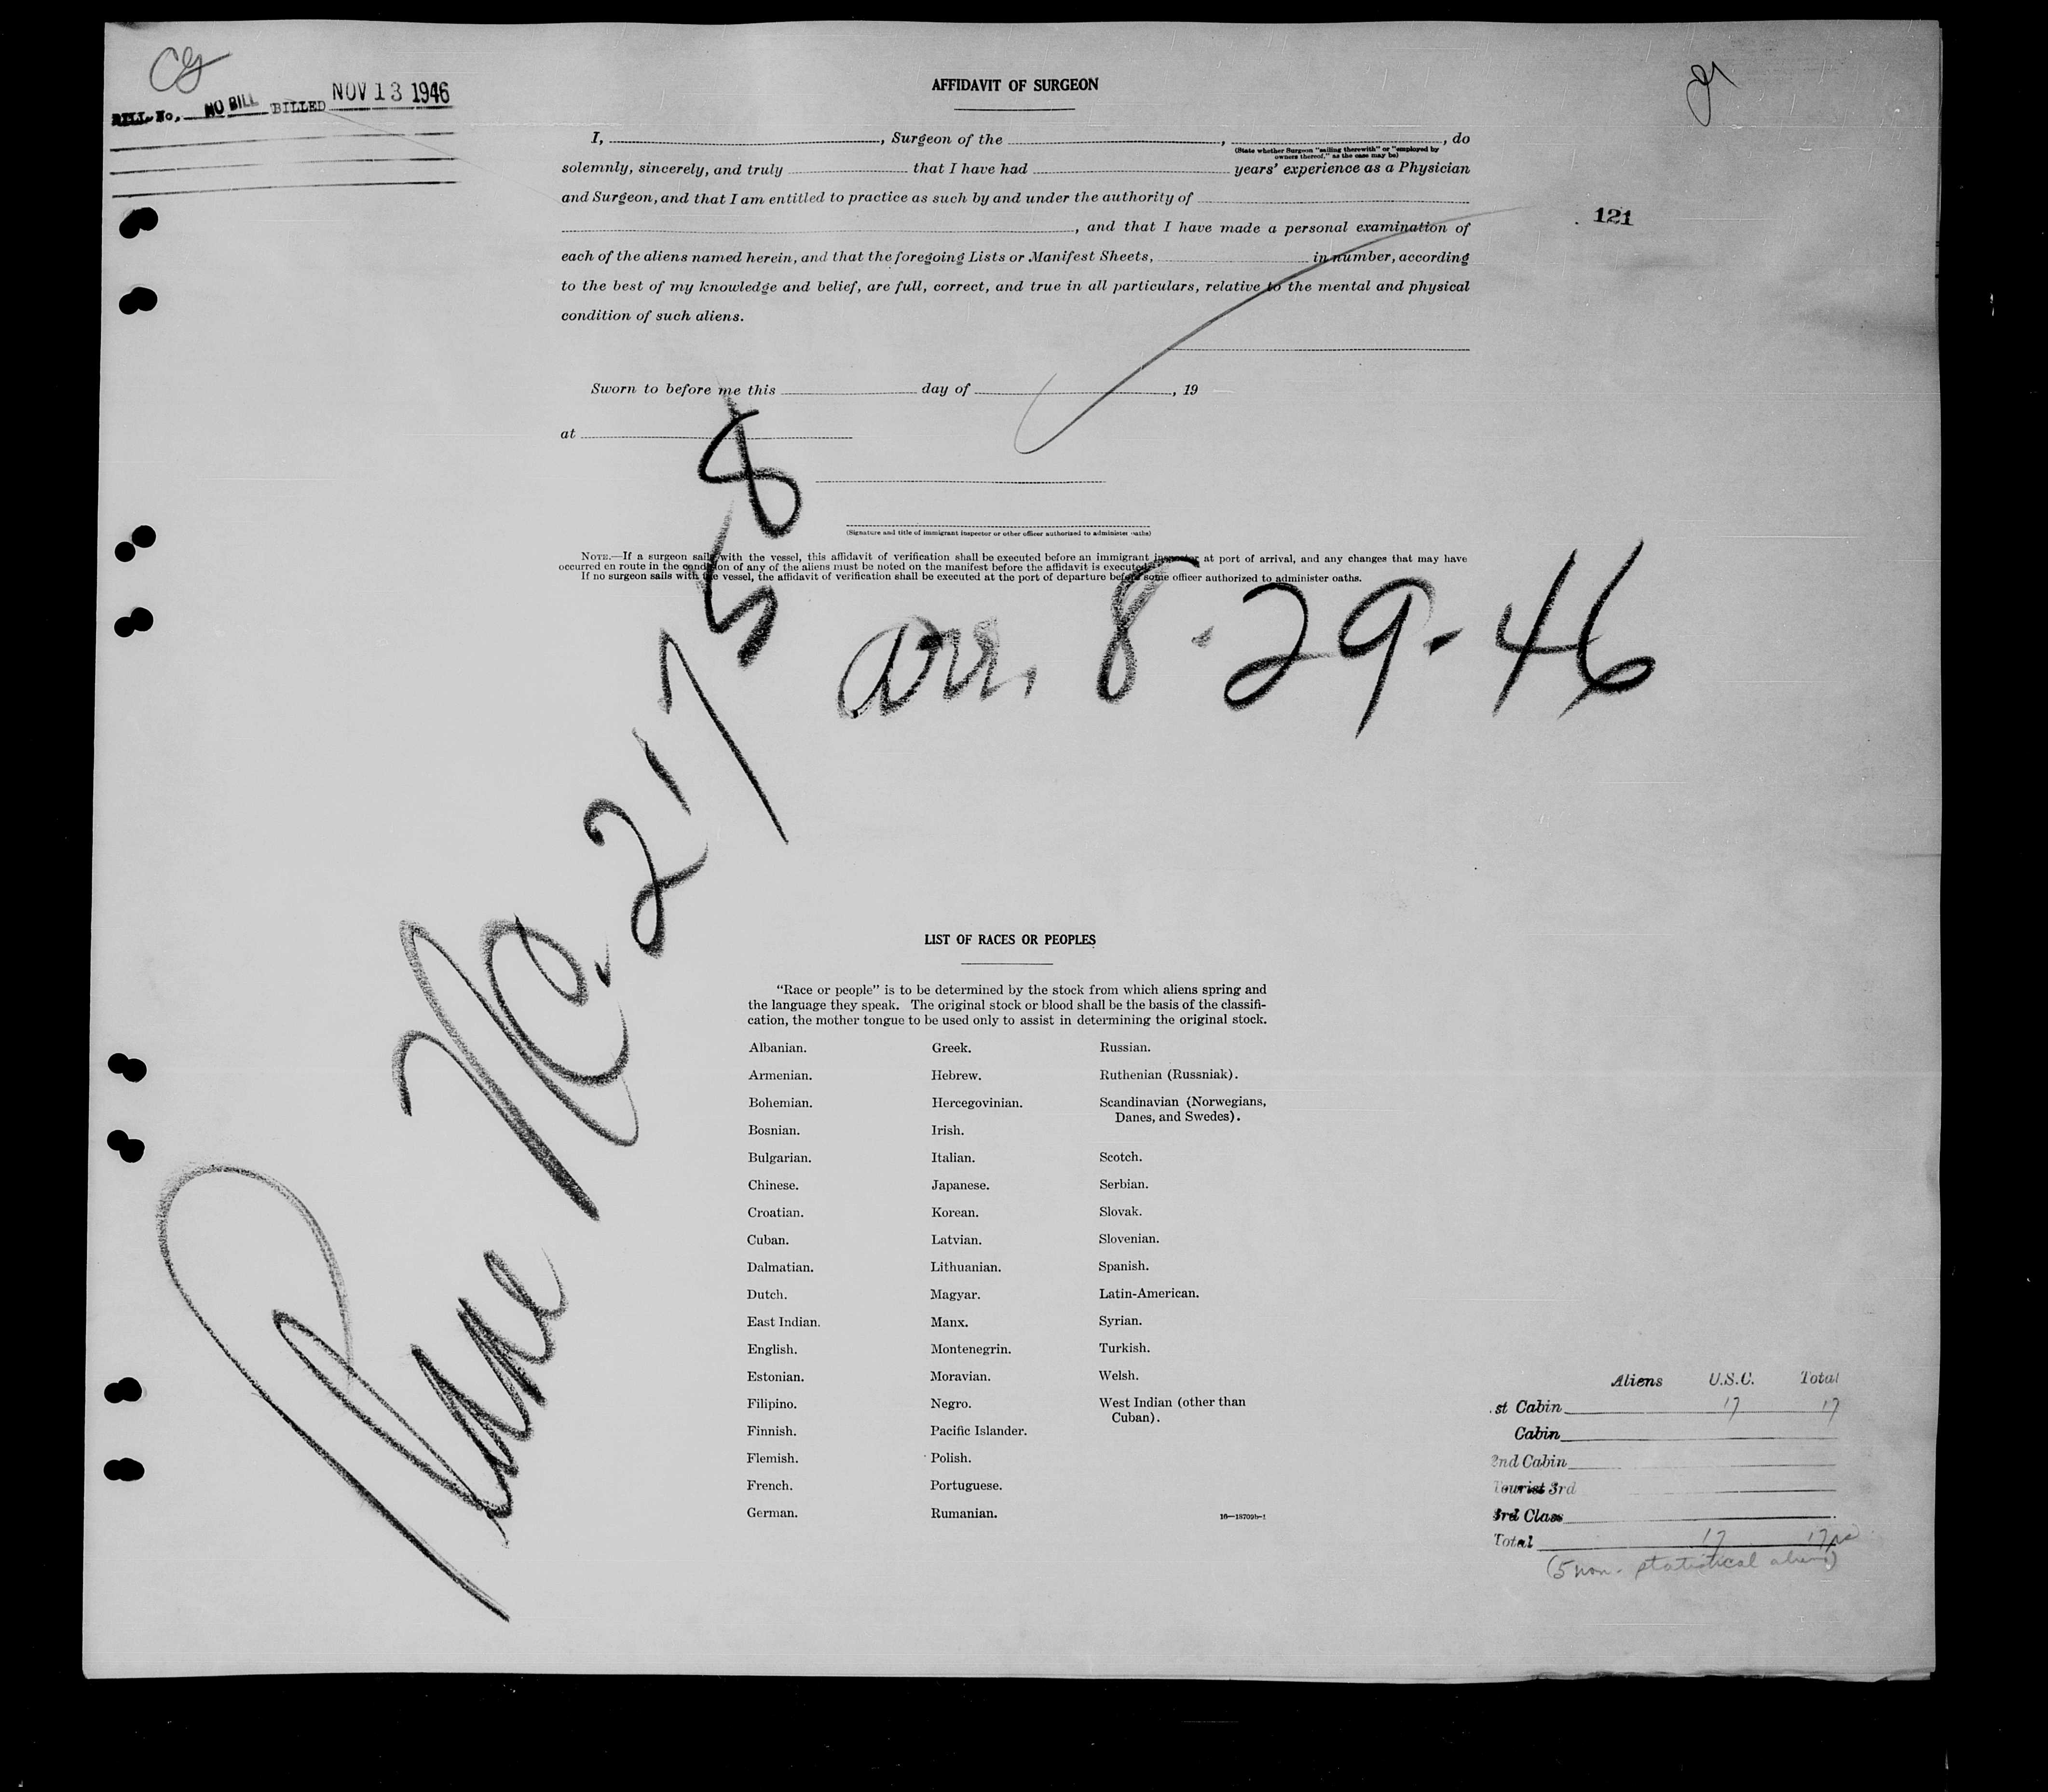 CG
BILL No. NO BILL BILLED NOV 13 1946
AFFIDAVIT OF SURGEON
I, , Surgeon of the , , do
(State whether Surgeon "sailing therewith" or "employed by
owners thereof," as the case may be)
solemnly, sincerely, and truly that I have had years' experience as a Physician
and Surgeon, and that I am entitled to practice as such by and under the authority of
, and that I have made a personal examination of
121
each of the aliens named herein, and that the foregoing Lists or Manifest Sheets, in number, according
to the best of my knowledge and belief, are full, correct, and true in all particulars, relative to the mental and physical
condition of such aliens.
Sworn to before me this day of , 19
at
(Signature and title of immigrant inspector or other officer authorized to administer oaths)
NOTE.—If a surgeon sails with the vessel, this affidavit of verification shall be executed before an immigrant inspector at port of arrival, and any changes that may have
occurred en route in the condition of any of the aliens must be noted on the manifest before the affidavit is executed.
If no surgeon sails with the vessel, the affidavit of verification shall be executed at the port of departure before some officer authorized to administer oaths.
arr. 8-29-46
Plane No. 21758
LIST OF RACES OR PEOPLES
"Race or people" is to be determined by the stock from which aliens spring and
the language they speak. The original stock or blood shall be the basis of the classifi-
cation, the mother tongue to be used only to assist in determining the original stock.
Albanian. Greek. Russian.
Armenian. Hebrew. Ruthenian (Russniak).
Bohemian. Hercegovinian. Scandinavian (Norwegians,
Danes, and Swedes).
Bosnian. Irish.
Bulgarian. Italian. Scotch.
Chinese. Japanese. Serbian.
Croatian. Korean. Slovak.
Cuban. Latvian. Slovenian.
Dalmatian. Lithuanian. Spanish.
Dutch. Magyar. Latin-American.
East Indian. Manx. Syrian.
English. Montenegrin. Turkish.
Estonian. Moravian. Welsh.
Filipino. Negro. West Indian (other than
Cuban).
Finnish. Pacific Islander.
Flemish. Polish.
French. Portuguese.
German. Rumanian.
16—18709b-1
Aliens U.S.C. Total
st Cabin 17 17
Cabin
2nd Cabin
Tourist 3rd
3rd Class
Total 17 17
(5 non-statistical aliens)